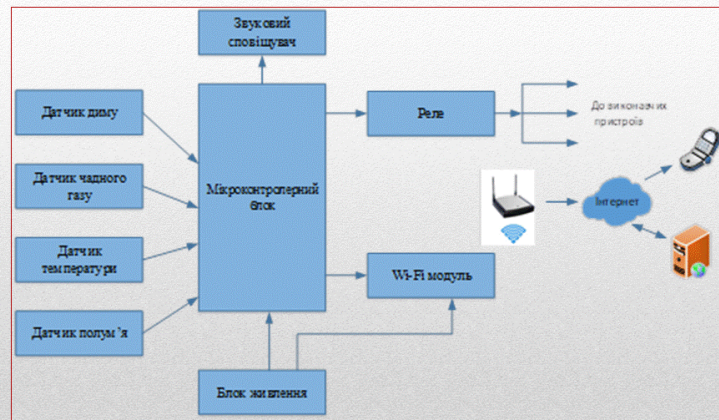 Звуковий
сповіщувач
Датчик диму
Датчик чадного
газу
Датчик
температури
Датчик полум’я
Мікроконтролерний
блок
Реле
До виконавчих
пристроїв
Інтернет
Wi-Fi модуль
Блок живлення